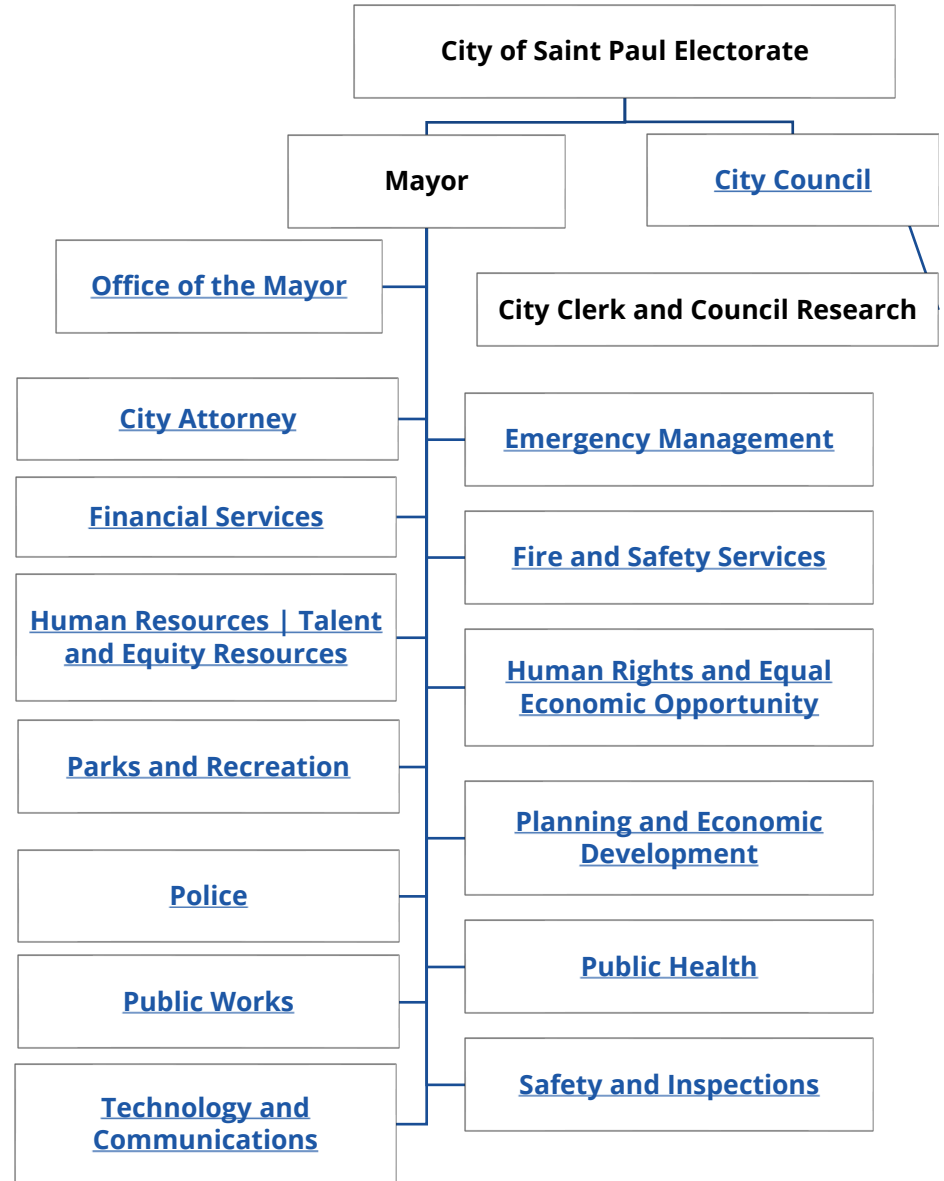 City of Saint Paul Electorate
Mayor
City Council
Office of the Mayor
City Clerk and Council Research
City Attorney
Emergency Management
Financial Services
Fire and Safety Services
Human Resources | Talent
and Equity Resources
Human Rights and Equal
Economic Opportunity
Parks and Recreation
Planning and Economic
Development
Police
Public Health
Public Works
Safety and Inspections
Technology and
Communications